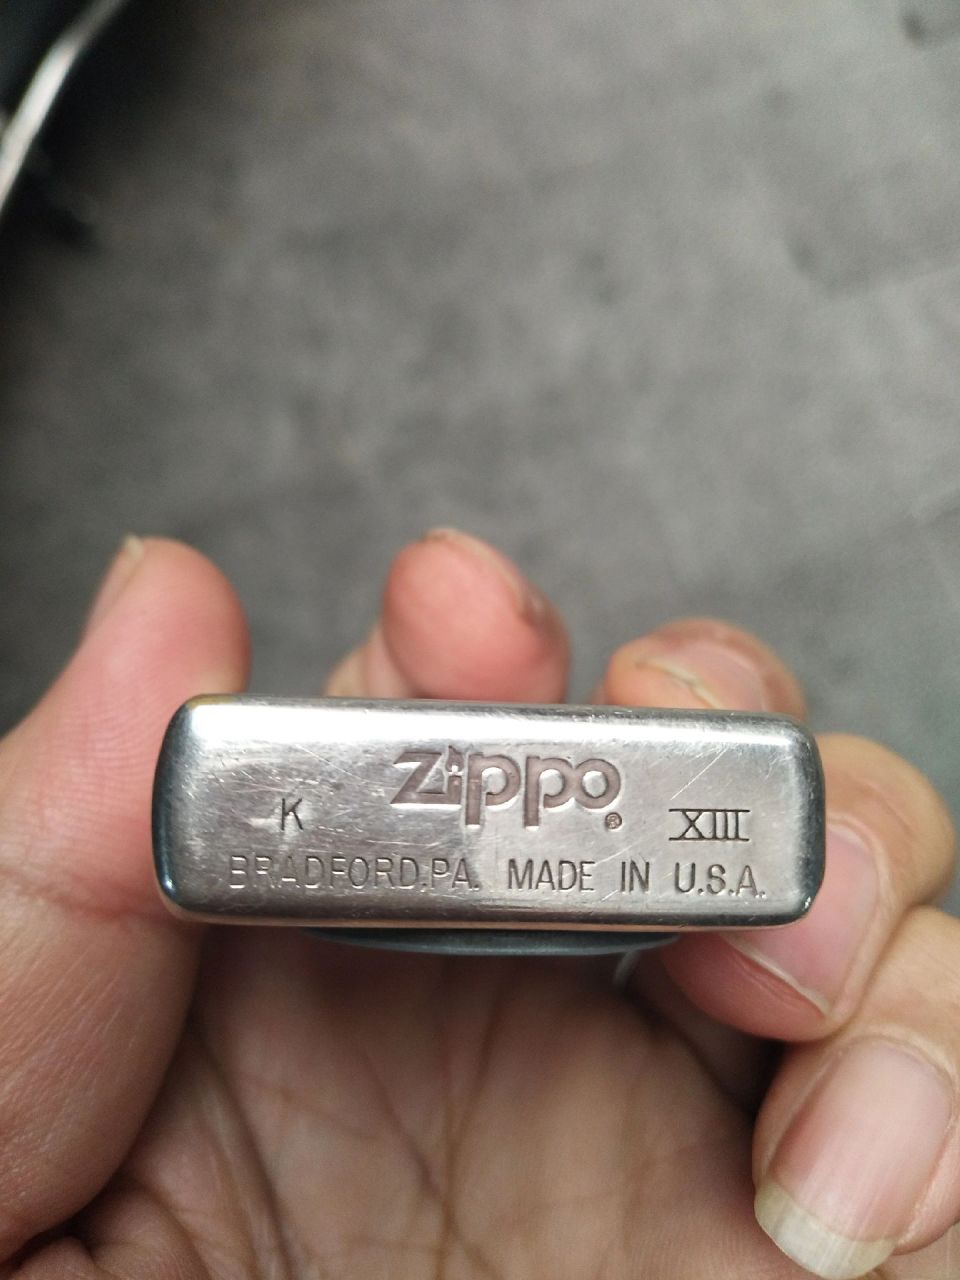 Zippo ®
K XIII
BRADFORD,PA. MADE IN U.S.A.